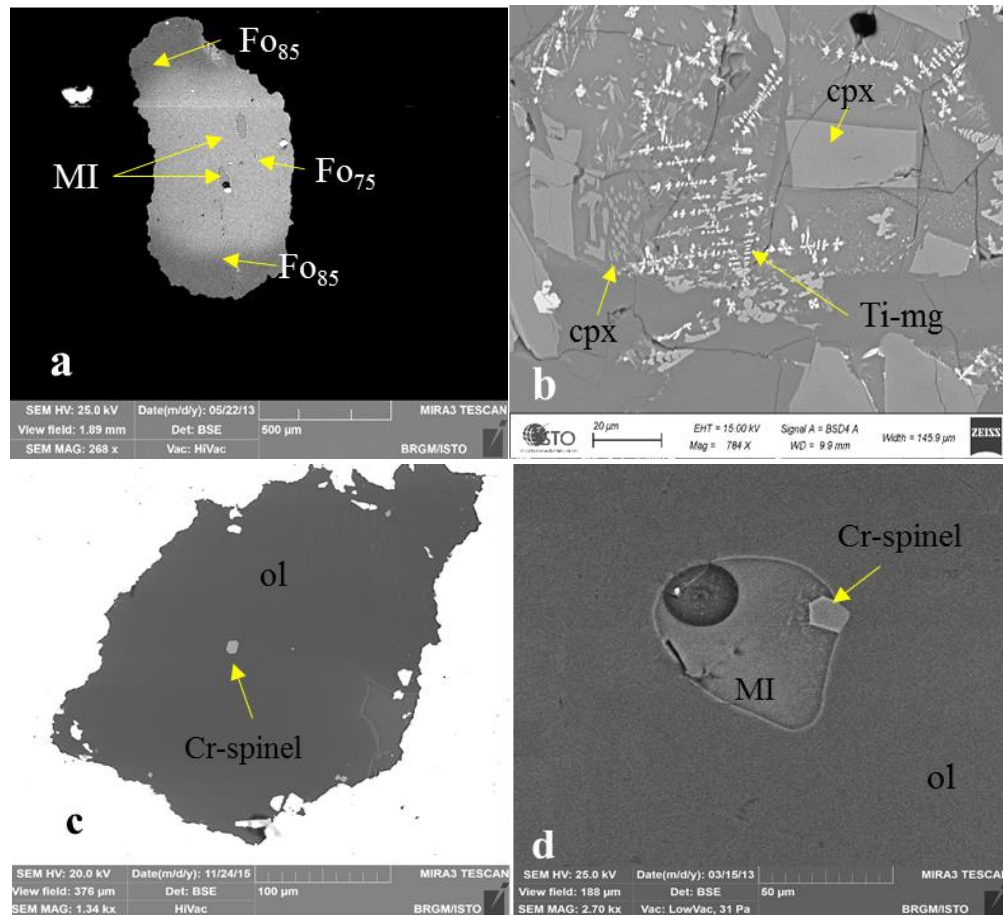 Fo85
MI
Fo75
Fo85
a
SEM HV: 25.0 kV
Date(m/d/y): 05/22/13
MIRA3 TESCAN
View field: 1.89 mm
Det: BSE
500 µm
SEM MAG: 268 x
Vac: HiVac
BRGM/ISTO
cpx
cpx
Ti-mg
b
ISTO
20 µm
EHT = 15.00 kV
Signal A = BSD4 A
Mag = 784 X
WD = 9.9 mm
Width = 145.9 µm
ZEISS
ol
Cr-spinel
c
SEM HV: 20.0 kV
Date(m/d/y): 11/24/15
MIRA3 TESCAN
View field: 376 µm
Det: BSE
100 µm
SEM MAG: 1.34 kx
HiVac
BRGM/ISTO
Cr-spinel
MI
ol
d
SEM HV: 25.0 kV
Date(m/d/y): 03/15/13
MIRA3 TESCAN
View field: 188 µm
Det: BSE
50 µm
SEM MAG: 2.70 kx
Vac: LowVac, 31 Pa
BRGM/ISTO